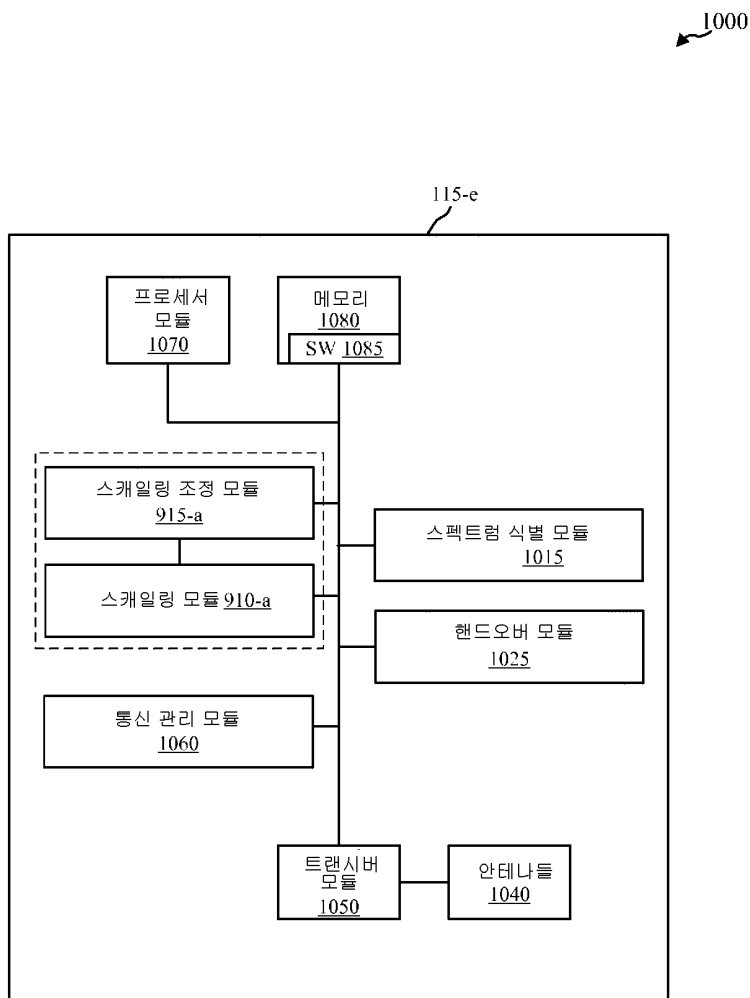 1000
115-e
프로세서
모듈
1070
메모리
1080
SW 1085
스캐일링 조정 모듈
915-a
스캐일링 모듈 910-a
스펙트럼 식별 모듈
1015
핸드오버 모듈
1025
통신 관리 모듈
1060
트랜시버
모듈
1050
안테나들
1040